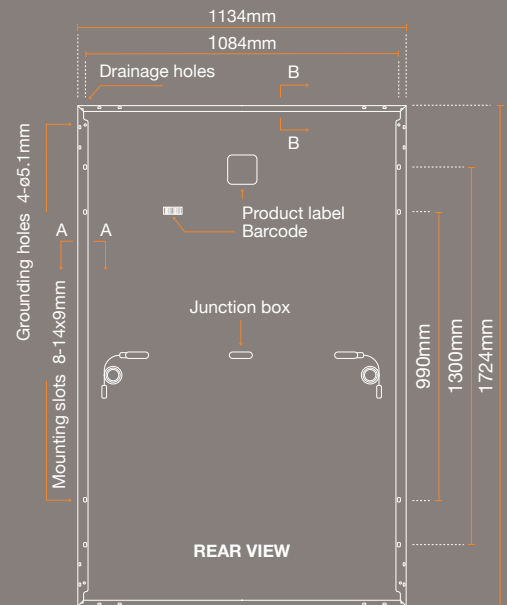 1134mm
1084mm
Drainage holes
B
B
Grounding holes 4-ø5.1mm
Product label
Barcode
A
A
Mounting slots 8-14x9mm
Junction box
990mm
1300mm
1724mm
REAR VIEW